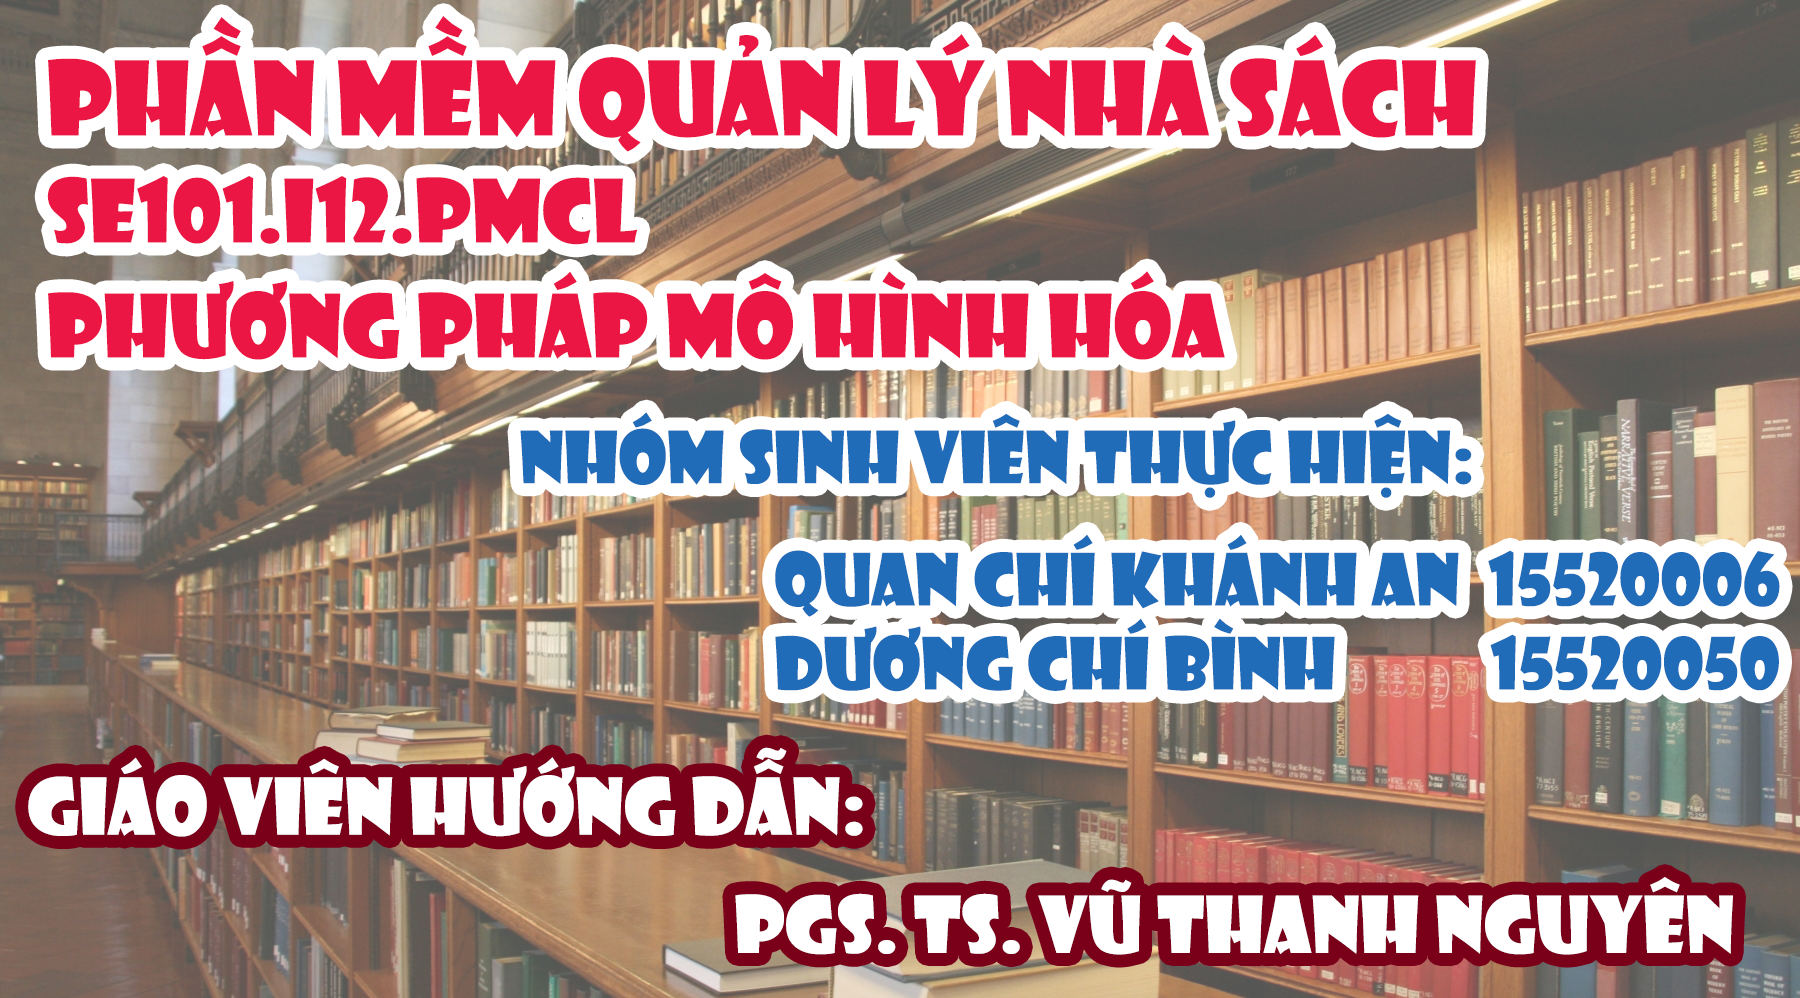 PHẦN MỀM QUẢN LÝ NHÀ SÁCH
SE101.I12.PMCL
PHƯƠNG PHÁP MÔ HÌNH HÓA
NHÓM SINH VIÊN THỰC HIỆN:
QUAN CHÍ KHÁNH AN 15520006
DƯƠNG CHÍ BÌNH 15520050
GIÁO VIÊN HƯỚNG DẪN:
PGS. TS. VŨ THANH NGUYÊN